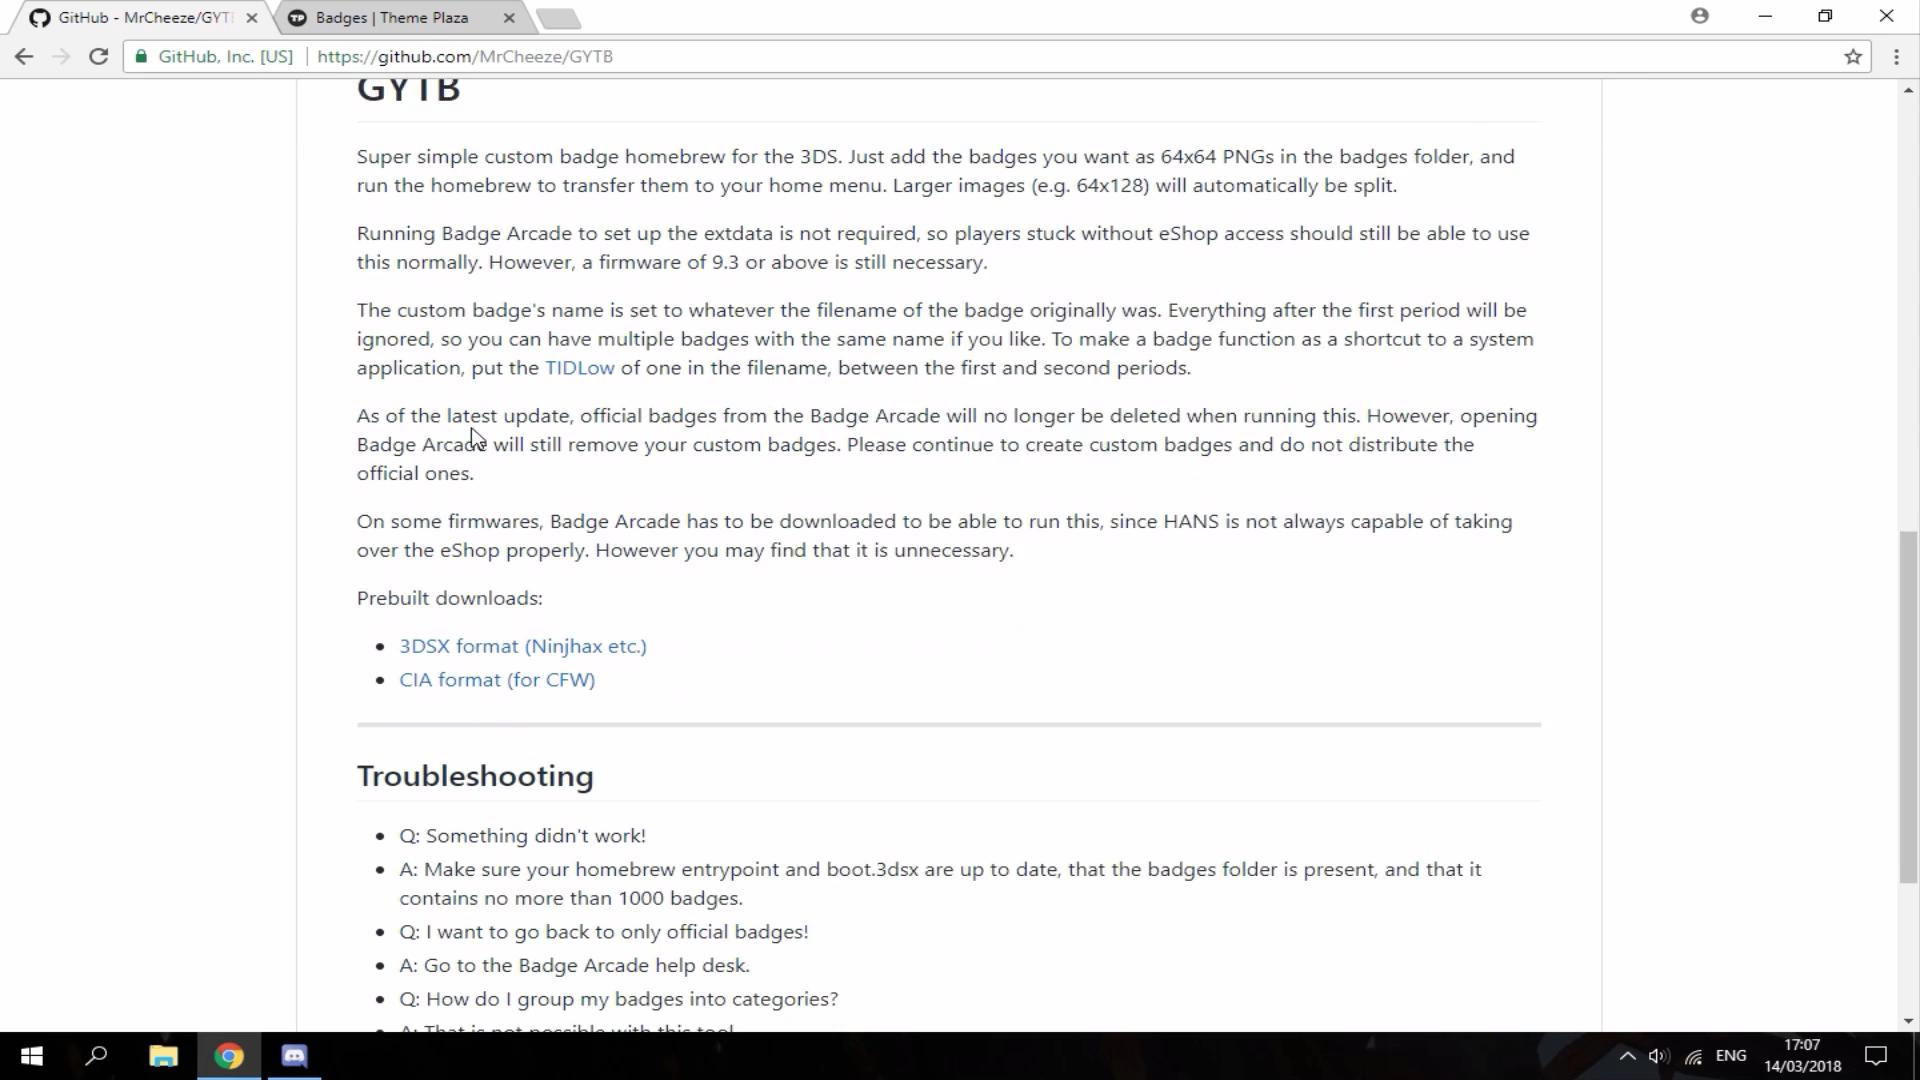 GitHub - MrCheeze/GYT
Badges | Theme Plaza
GitHub, Inc. [US] https://github.com/MrCheeze/GYTB
GYTB
Super simple custom badge homebrew for the 3DS. Just add the badges you want as 64x64 PNGs in the badges folder, and
run the homebrew to transfer them to your home menu. Larger images (e.g. 64x128) will automatically be split.
Running Badge Arcade to set up the extdata is not required, so players stuck without eShop access should still be able to use
this normally. However, a firmware of 9.3 or above is still necessary.
The custom badge's name is set to whatever the filename of the badge originally was. Everything after the first period will be
ignored, so you can have multiple badges with the same name if you like. To make a badge function as a shortcut to a system
application, put the TIDLow of one in the filename, between the first and second periods.
As of the latest update, official badges from the Badge Arcade will no longer be deleted when running this. However, opening
Badge Arcade will still remove your custom badges. Please continue to create custom badges and do not distribute the
official ones.
On some firmwares, Badge Arcade has to be downloaded to be able to run this, since HANS is not always capable of taking
over the eShop properly. However you may find that it is unnecessary.
Prebuilt downloads:
3DSX format (Ninjhax etc.)
CIA format (for CFW)
Troubleshooting
Q: Something didn't work!
A: Make sure your homebrew entrypoint and boot.3dsx are up to date, that the badges folder is present, and that it
contains no more than 1000 badges.
Q: I want to go back to only official badges!
A: Go to the Badge Arcade help desk.
Q: How do I group my badges into categories?
A: That is not possible with this tool
ENG
17:07
14/03/2018